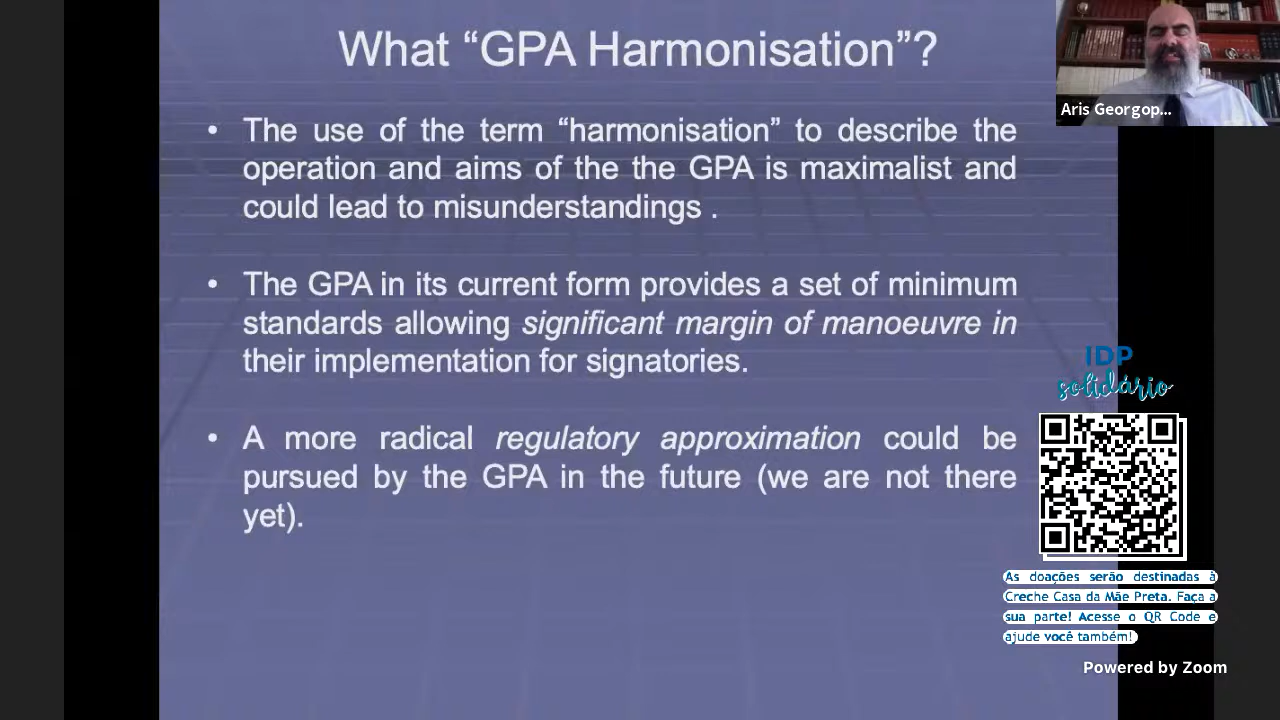 What “GPA Harmonisation”?
• The use of the term “harmonisation” to describe the
operation and aims of the the GPA is maximalist and
could lead to misunderstandings .
• The GPA in its current form provides a set of minimum
standards allowing significant margin of manoeuvre in
their implementation for signatories.
• A more radical regulatory approximation could be
pursued by the GPA in the future (we are not there
yet).
Aris Georgop...
IDP
solidário
As doações serão destinadas à
Creche Casa da Mãe Preta. Faça a
sua parte! Acesse o QR Code e
ajude você também!
Powered by Zoom